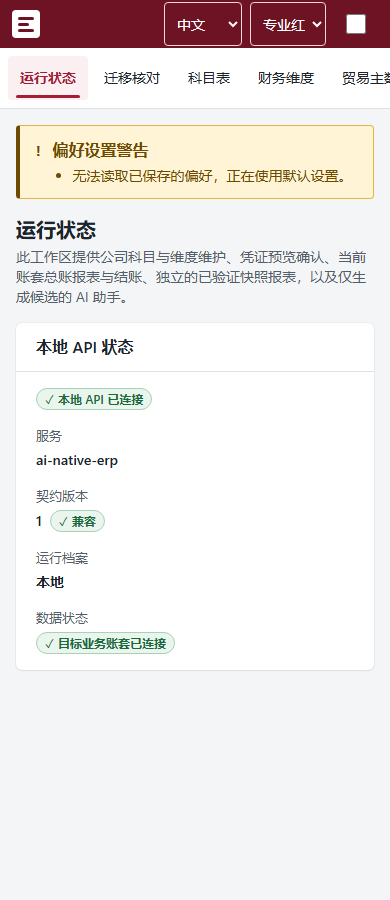 中文 专业红
运行状态 迁移核对 科目表 财务维度 贸易主数
! 偏好设置警告
• 无法读取已保存的偏好，正在使用默认设置。
运行状态
此工作区提供公司科目与维度维护、凭证预览确认、当前
账套总账报表与结账、独立的已验证快照报表，以及仅生
成候选的 AI 助手。
本地 API 状态
✓ 本地 API 已连接
服务
ai-native-erp
契约版本
1 ✓ 兼容
运行档案
本地
数据状态
✓ 目标业务账套已连接